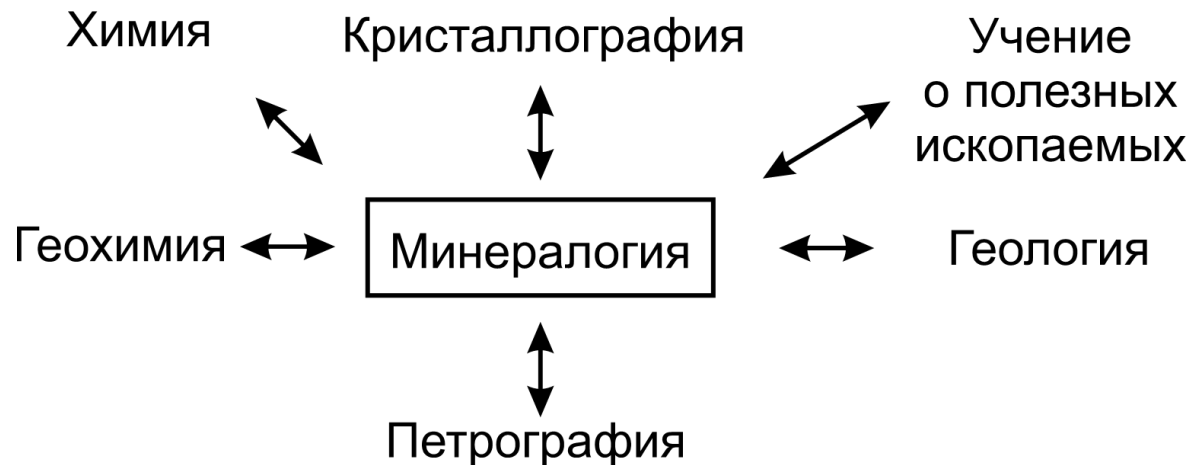 Химия
Кристаллография
Учение
о полезных
ископаемых
Геохимия
Минералогия
Геология
Петрография